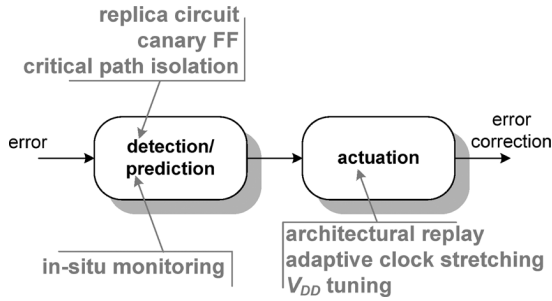 replica circuit
canary FF
critical path isolation
error
detection/
prediction
actuation
error
correction
in-situ monitoring
architectural replay
adaptive clock stretching
VDD tuning